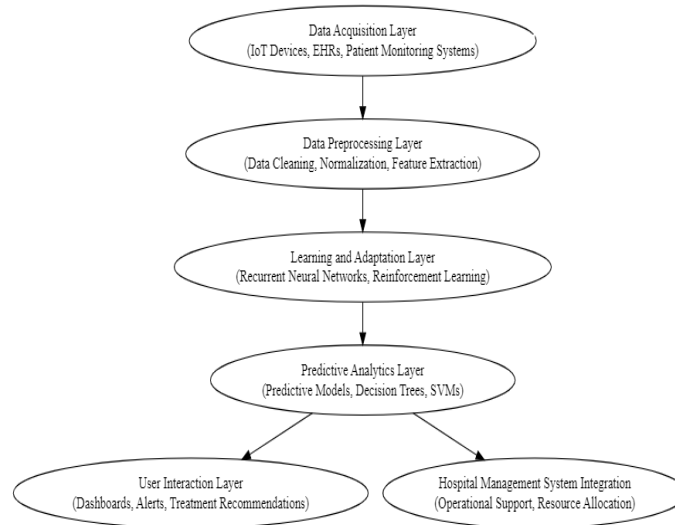 Data Acquisition Layer
(IoT Devices, EHRs, Patient Monitoring Systems)
Data Preprocessing Layer
(Data Cleaning, Normalization, Feature Extraction)
Learning and Adaptation Layer
(Recurrent Neural Networks, Reinforcement Learning)
Predictive Analytics Layer
(Predictive Models, Decision Trees, SVMs)
User Interaction Layer
(Dashboards, Alerts, Treatment Recommendations)
Hospital Management System Integration
(Operational Support, Resource Allocation)